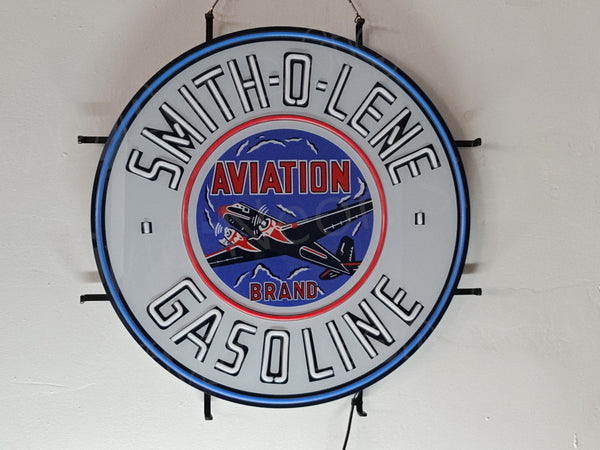 SMITH-O-LENE
AVIATION
BRAND
GASOLINE